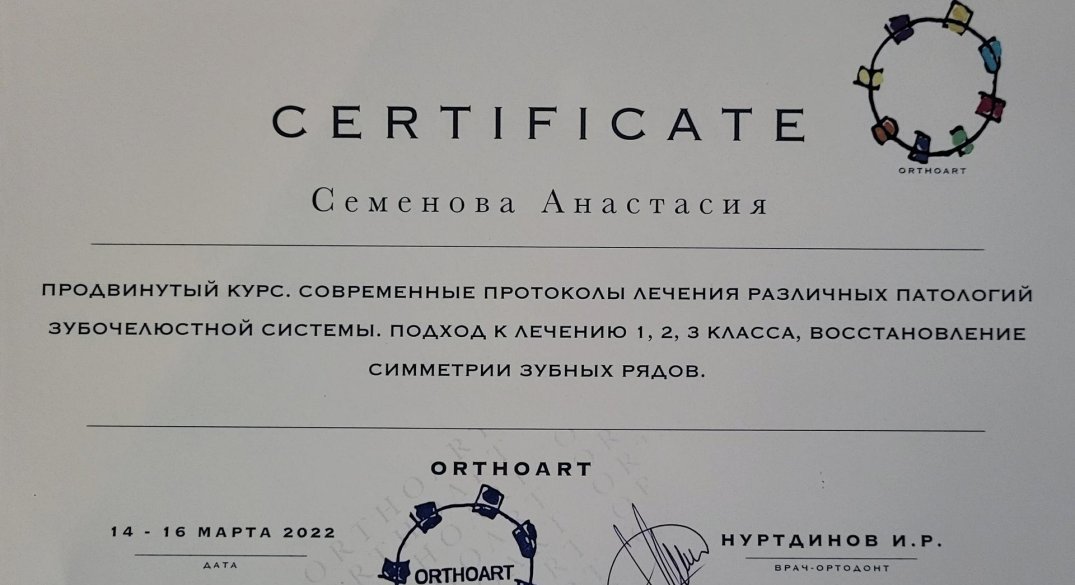 CERTIFICATE
ORTHOART
Семенова Анастасия
ПРОДВИНУТЫЙ КУРС. СОВРЕМЕННЫЕ ПРОТОКОЛЫ ЛЕЧЕНИЯ РАЗЛИЧНЫХ ПАТОЛОГИЙ
ЗУБОЧЕЛЮСТНОЙ СИСТЕМЫ. ПОДХОД К ЛЕЧЕНИЮ 1, 2, 3 КЛАССА, ВОССТАНОВЛЕНИЕ
СИММЕТРИИ ЗУБНЫХ РЯДОВ.
ORTHOART
14 - 16 МАРТА 2022
ДАТА
ORTHOART
НУРТДИНОВ И.Р.
ВРАЧ-ОРТОДОНТ